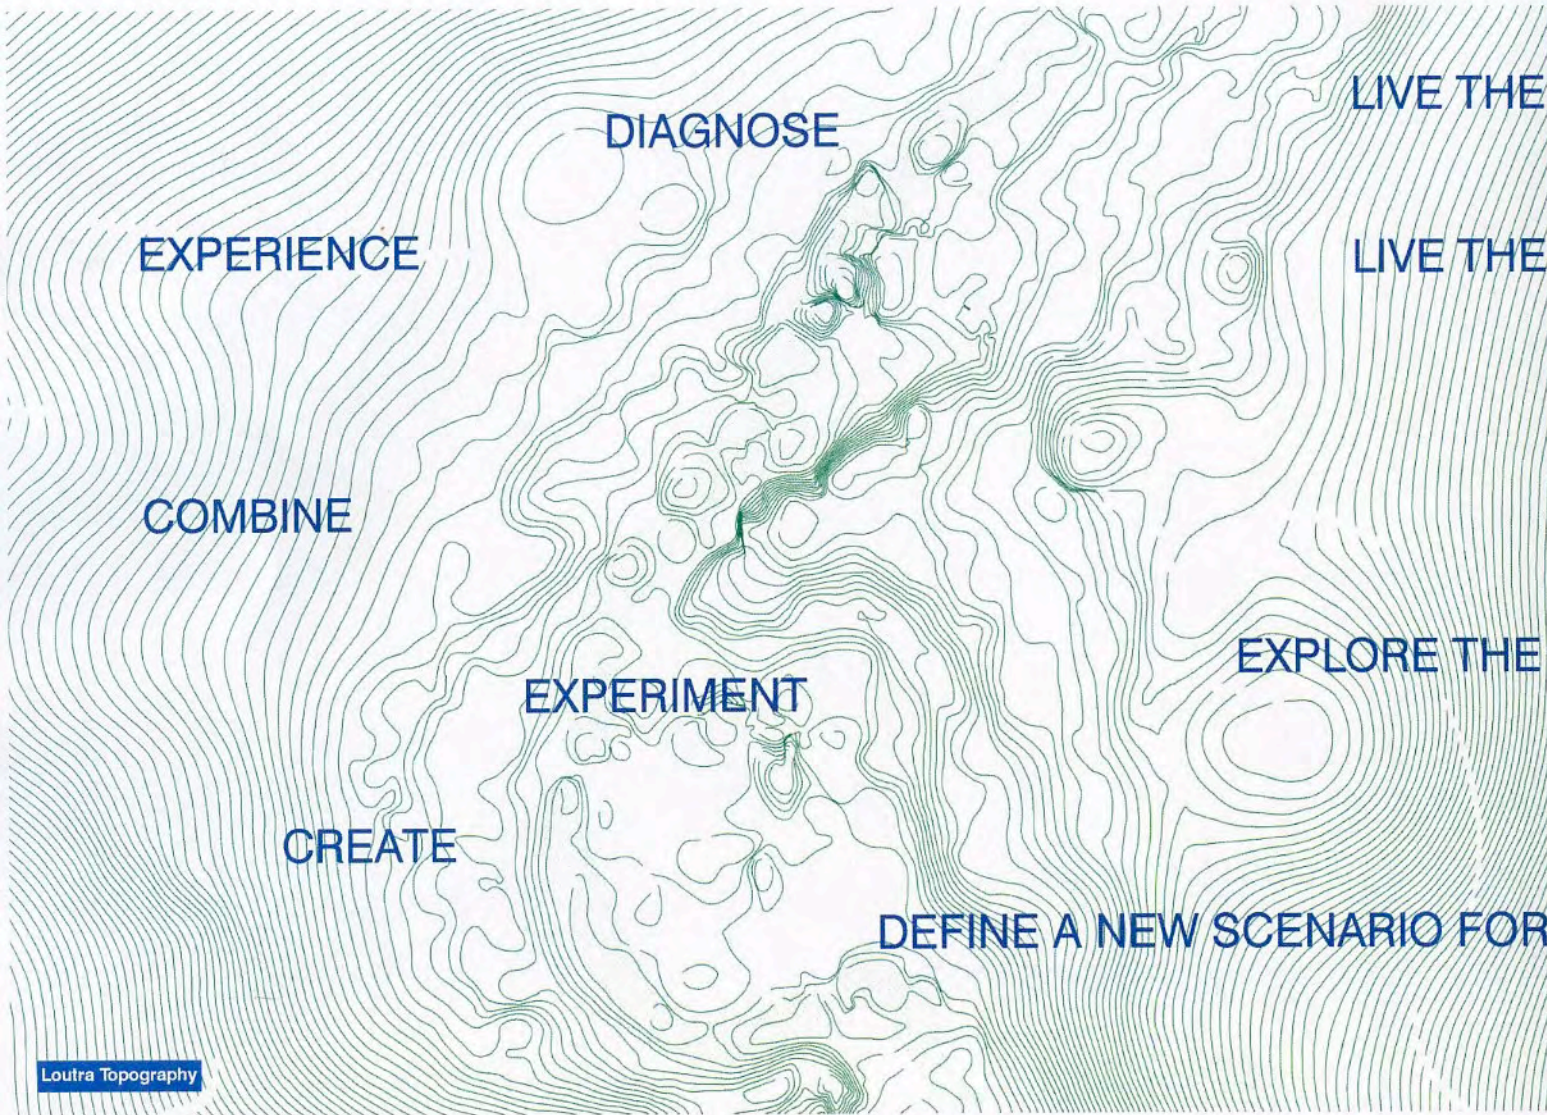 LIVE THE
DIAGNOSE
EXPERIENCE
LIVE THE
COMBINE
EXPLORE THE
EXPERIMENT
CREATE
DEFINE A NEW SCENARIO FOR
Loutra Topography